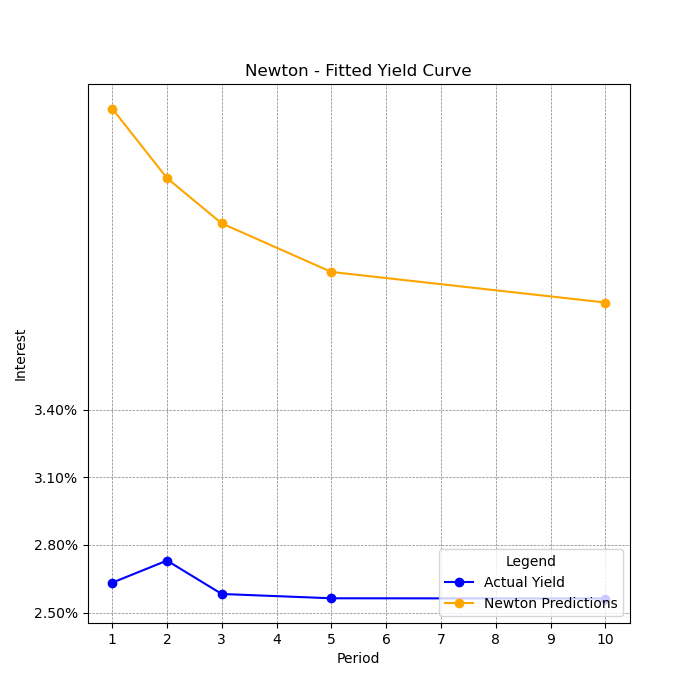 Newton - Fitted Yield Curve
Interest
3.40%
3.10%
2.80%
2.50%
Legend
Actual Yield
Newton Predictions
1 2 3 4 5 6 7 8 9 10
Period